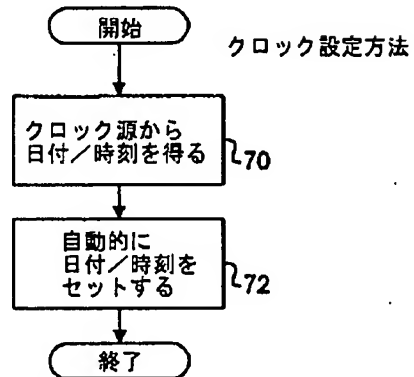 開始
クロック設定方法
クロック源から
日付／時刻を得る
70
自動的に
日付／時刻を
セットする
72
終了